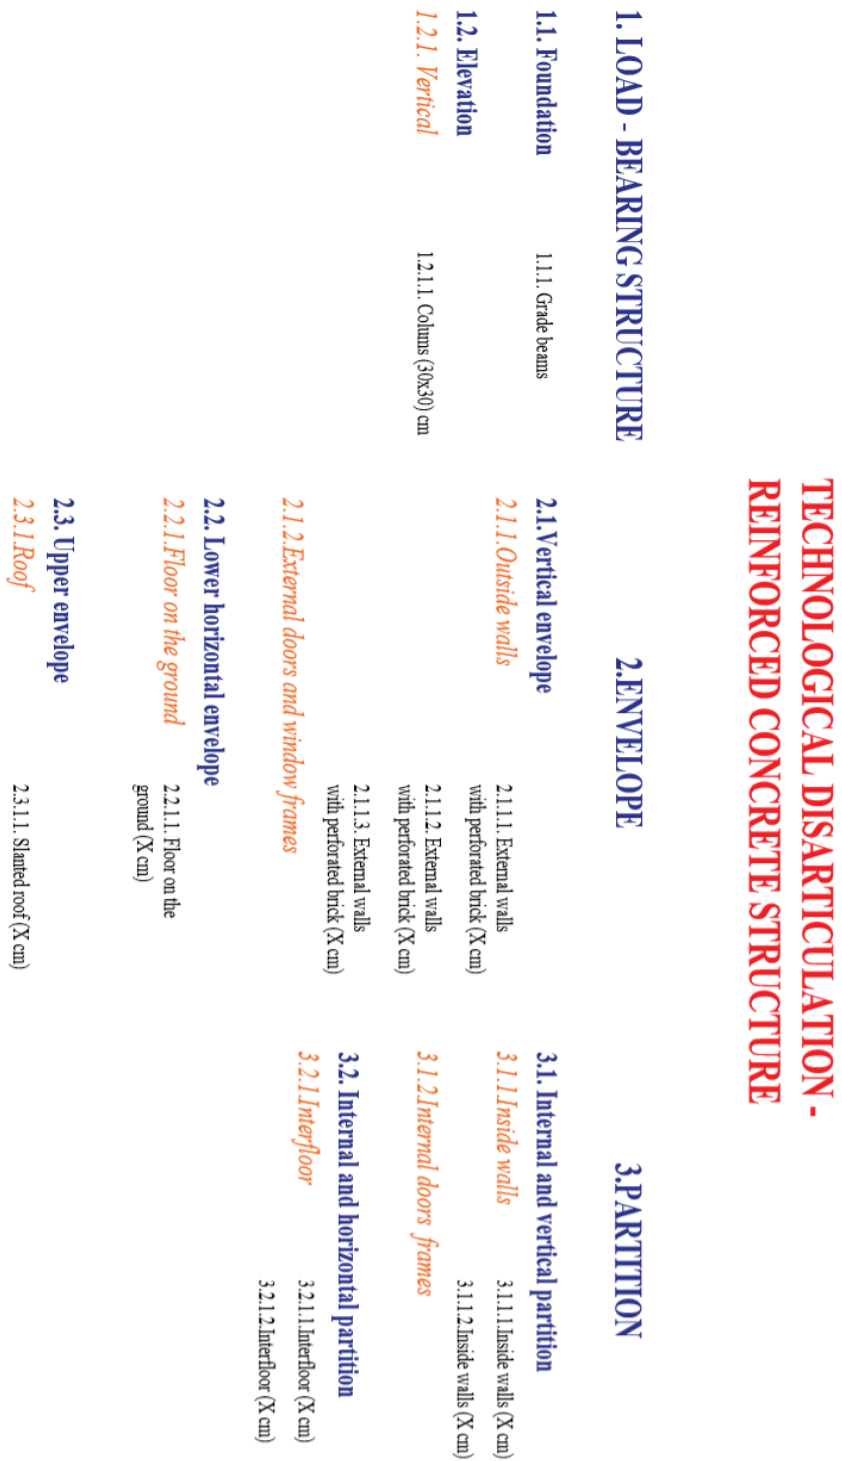 TECHNOLOGICAL DISARTICULATION -
REINFORCED CONCRETE STRUCTURE
1. LOAD - BEARING STRUCTURE
1.1. Foundation
1.1.1. Grade beams
1.2. Elevation
1.2.1. Vertical
1.2.1.1. Colums (30x30) cm
2.ENVELOPE
2.1.Vertical envelope
2.1.1.Outside walls
2.1.1.1. External walls
with perforated brick (X cm)
2.1.1.2. External walls
with perforated brick (X cm)
2.1.1.3. External walls
with perforated brick (X cm)
2.1.2.External doors and window frames
2.2. Lower horizontal envelope
2.2.1.Floor on the ground
2.2.1.1. Floor on the
ground (X cm)
2.3. Upper envelope
2.3.1.Roof
2.3.1.1. Slanted roof (X cm)
3.PARTITION
3.1. Internal and vertical partition
3.1.1.Inside walls
3.1.1.1.Inside walls (X cm)
3.1.1.2.Inside walls (X cm)
3.1.2.Internal doors frames
3.2. Internal and horizontal partition
3.2.1.Interfloor
3.2.1.1.Interfloor (X cm)
3.2.1.2.Interfloor (X cm)